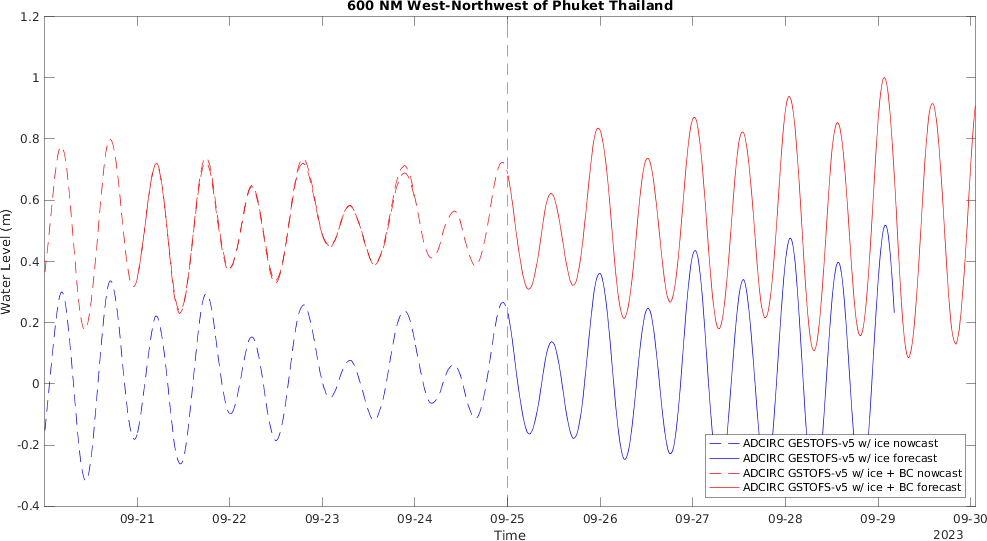 600 NM West-Northwest of Phuket Thailand
1.2
1
0.8
0.6
0.4
0.2
0
-0.2
-0.4
Water Level (m)
ADCIRC GESTOFS-v5 w/ ice nowcast
ADCIRC GESTOFS-v5 w/ ice forecast
ADCIRC GSTOFS-v5 w/ ice + BC nowcast
ADCIRC GSTOFS-v5 w/ ice + BC forecast
09-21 09-22 09-23 09-24 09-25 09-26 09-27 09-28 09-29 09-30
Time
2023